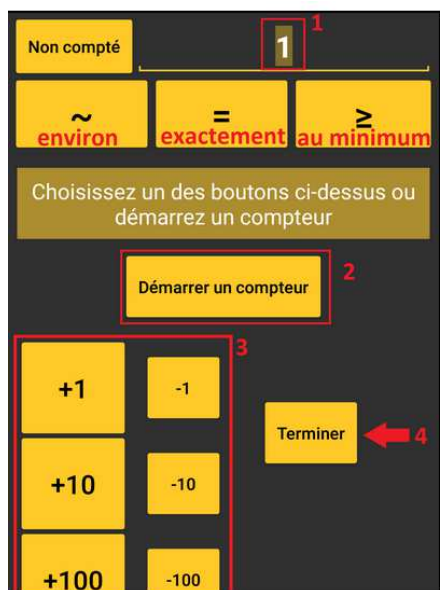 Non compté
1
1
~
=
≥
environ
exactement
au minimum
Choisissez un des boutons ci-dessus ou
démarrez un compteur
Démarrer un compteur
2
3
+1
-1
Terminer
4
+10
-10
+100
-100